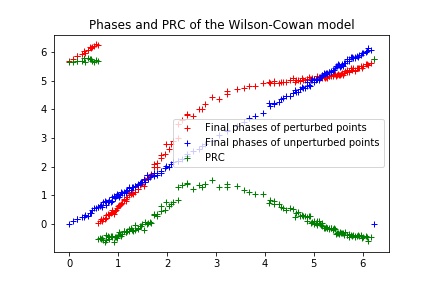 Phases and PRC of the Wilson-Cowan model
6
5
4
3
2
1
0
Final phases of perturbed points
Final phases of unperturbed points
PRC
0 1 2 3 4 5 6